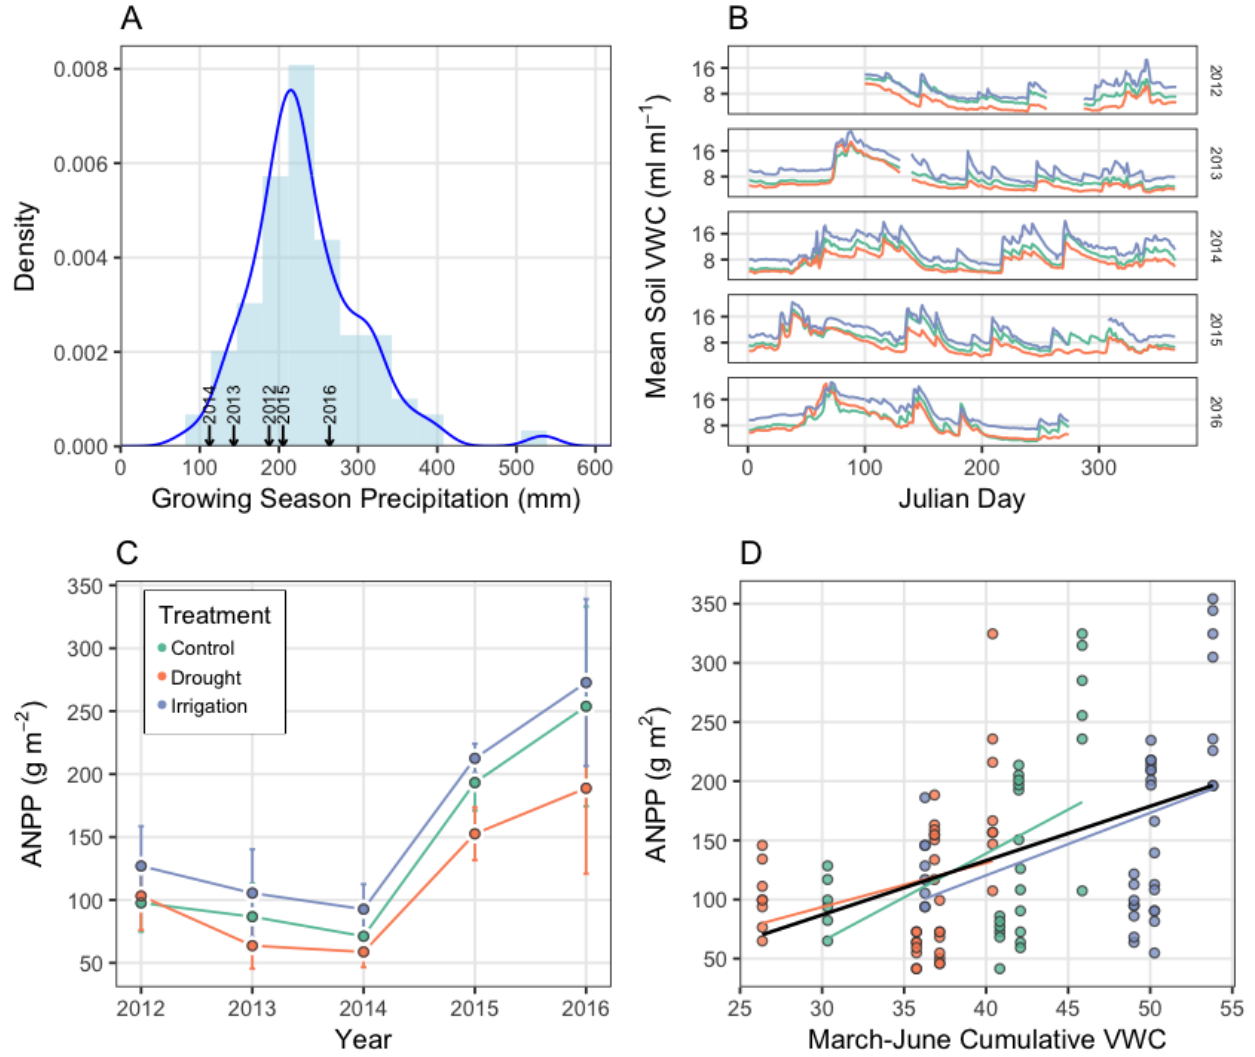 A
0.008
0.006
0.004
0.002
0.000
Density
2014
2013
2012
2015
2016
0 100 200 300 400 500 600
Growing Season Precipitation (mm)
B
Mean Soil VWC (ml ml⁻¹)
16
8
2012
16
8
2013
16
8
2014
16
8
2015
16
8
2016
0 100 200 300
Julian Day
C
350
300
250
200
150
100
50
ANPP (g m⁻²)
Treatment
Control
Drought
Irrigation
2012 2013 2014 2015 2016
Year
D
350
300
250
200
150
100
50
ANPP (g m²)
25 30 35 40 45 50 55
March-June Cumulative VWC